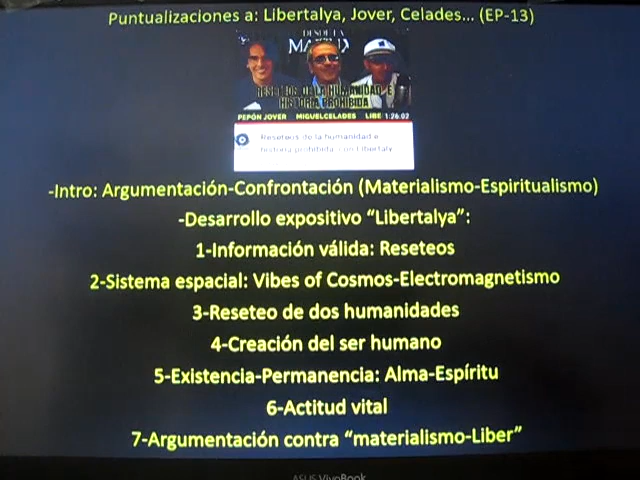 Puntualizaciones a: Libertalya, Jover, Celades... (EP-13)
DESDE LA
MATRIX
RESETEOS DE LA HUMANIDAD E
HISTORIA PROHIBIDA
PEPÓN JOVER MIGUELCELADES LIBE 1:26:02
Reseteos de la humanidad e
historia prohibida - con Libertaly
-Intro: Argumentación-Confrontación (Materialismo-Espiritualismo)
-Desarrollo expositivo “Libertalya”:
1-Información válida: Reseteos
2-Sistema espacial: Vibes of Cosmos-Electromagnetismo
3-Reseteo de dos humanidades
4-Creación del ser humano
5-Existencia-Permanencia: Alma-Espíritu
6-Actitud vital
7-Argumentación contra “materialismo-Liber”
ASUS VivoBook